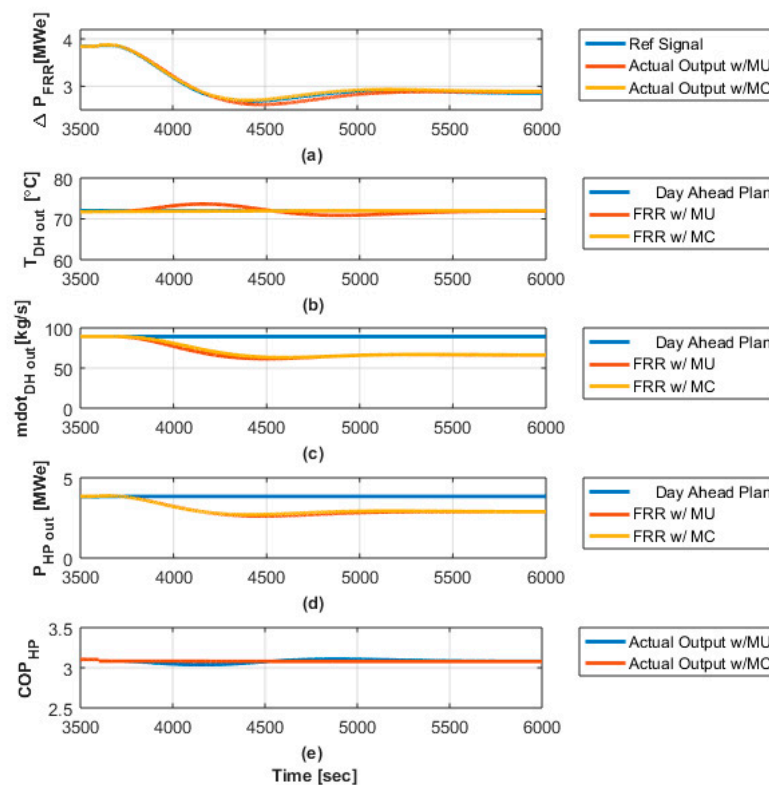 Δ P_FRR[MWe]
4
3
3500 4000 4500 5000 5500 6000
(a)
Ref Signal
Actual Output w/MU
Actual Output w/MC
T_DH out [°C]
80
70
60
3500 4000 4500 5000 5500 6000
(b)
Day Ahead Plan
FRR w/ MU
FRR w/ MC
mdot_DH out[kg/s]
100
50
0
3500 4000 4500 5000 5500 6000
(c)
Day Ahead Plan
FRR w/ MU
FRR w/ MC
P_HP out [MWe]
5
0
3500 4000 4500 5000 5500 6000
(d)
Day Ahead Plan
FRR w/ MU
FRR w/ MC
COP_HP
3.5
3
2.5
3500 4000 4500 5000 5500 6000
(e)
Time [sec]
Actual Output w/MU
Actual Output w/MC